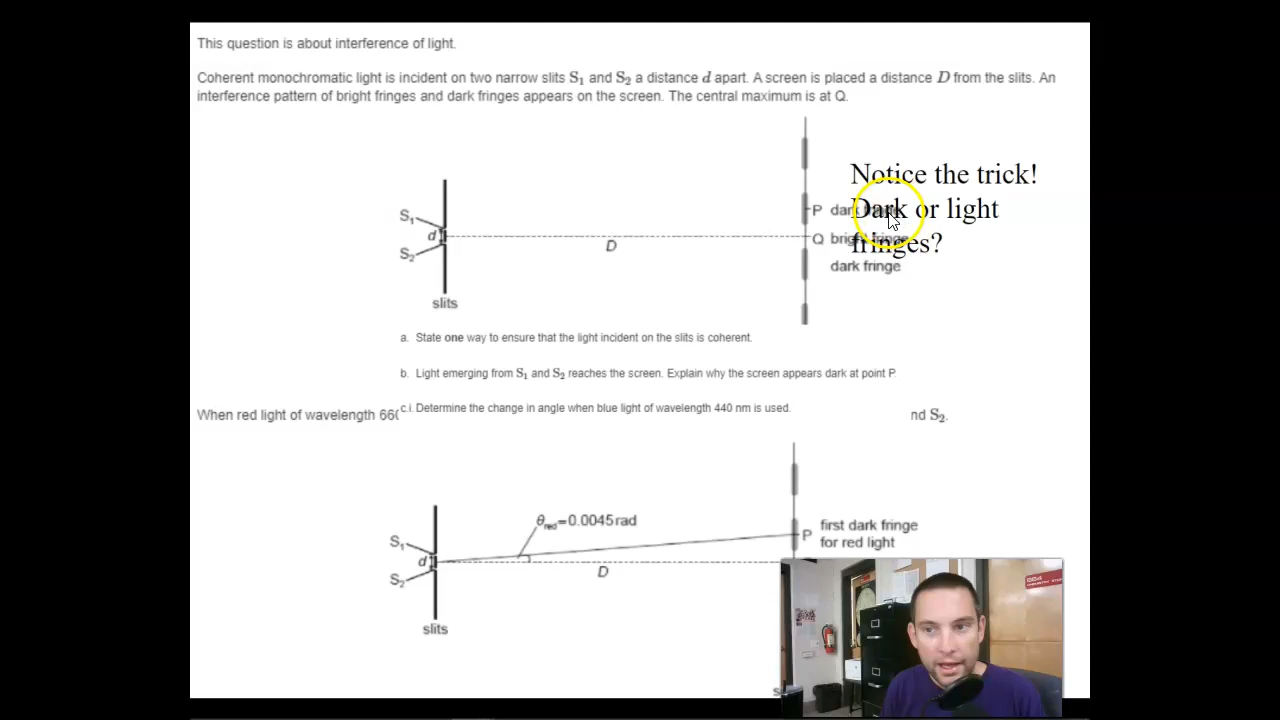 This question is about interference of light.
Coherent monochromatic light is incident on two narrow slits S₁ and S₂ a distance d apart. A screen is placed a distance D from the slits. An
interference pattern of bright fringes and dark fringes appears on the screen. The central maximum is at Q.
Notice the trick!
Dark or light
fringes?
P dark fringe
Q bright fringe
dark fringe
S₁
d
S₂
D
slits
a. State one way to ensure that the light incident on the slits is coherent.
b. Light emerging from S₁ and S₂ reaches the screen. Explain why the screen appears dark at point P
c.i. Determine the change in angle when blue light of wavelength 440 nm is used.
When red light of wavelength 66
nd S₂.
θred=0.0045 rad
P first dark fringe
for red light
S₁
d
S₂
D
slits